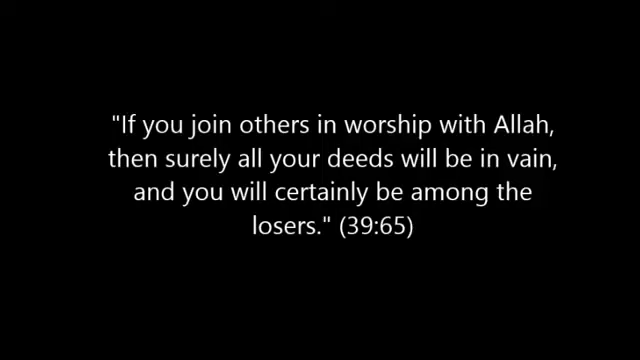 "If you join others in worship with Allah,
then surely all your deeds will be in vain,
and you will certainly be among the
losers." (39:65)